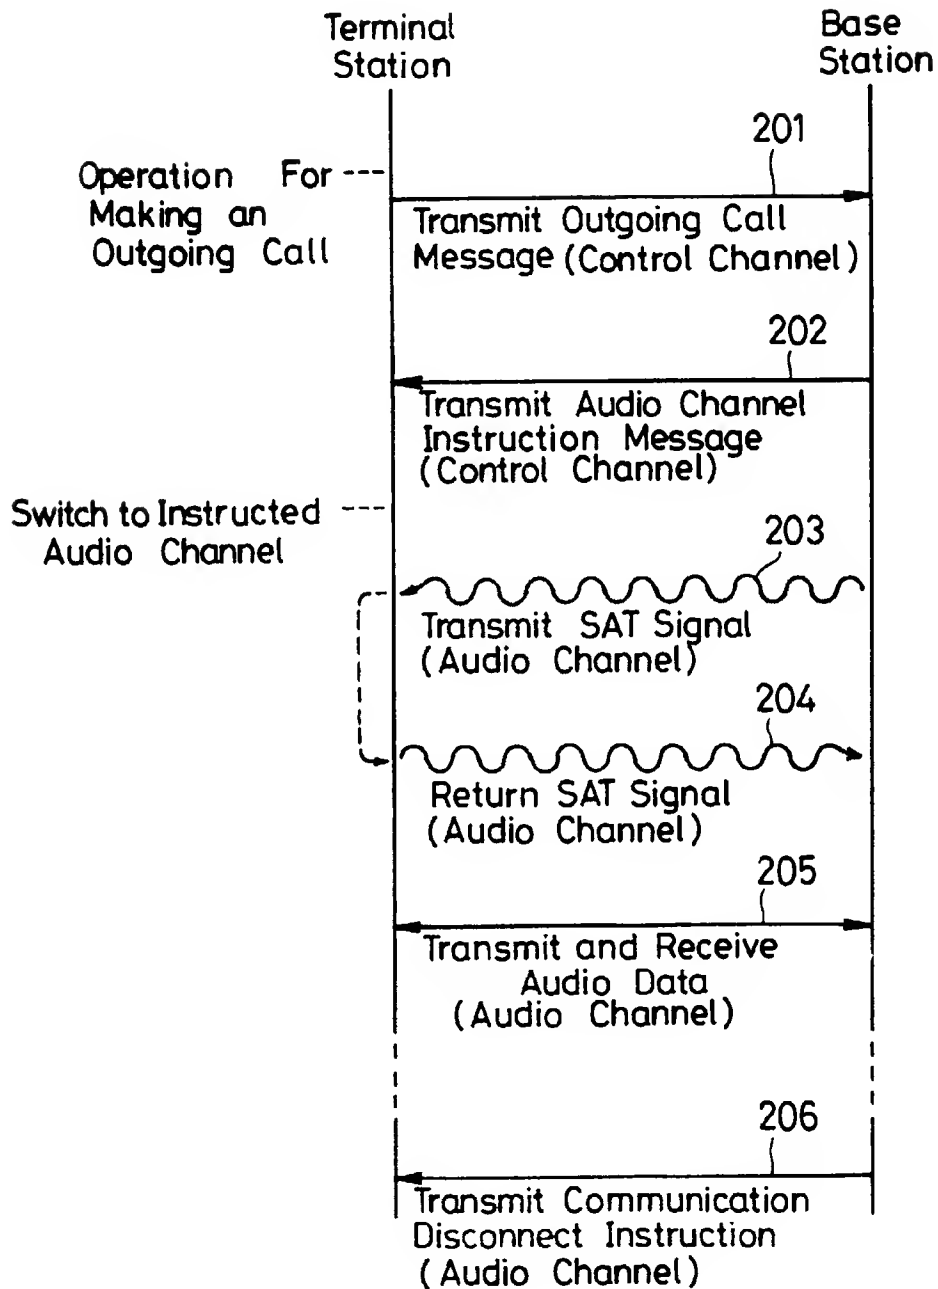 Terminal
Station
Base
Station
201
Operation For
Making an
Outgoing Call
Transmit Outgoing Call
Message (Control Channel)
202
Transmit Audio Channel
Instruction Message
(Control Channel)
Switch to Instructed
Audio Channel
203
Transmit SAT Signal
(Audio Channel)
204
Return SAT Signal
(Audio Channel)
205
Transmit and Receive
Audio Data
(Audio Channel)
206
Transmit Communication
Disconnect Instruction
(Audio Channel)